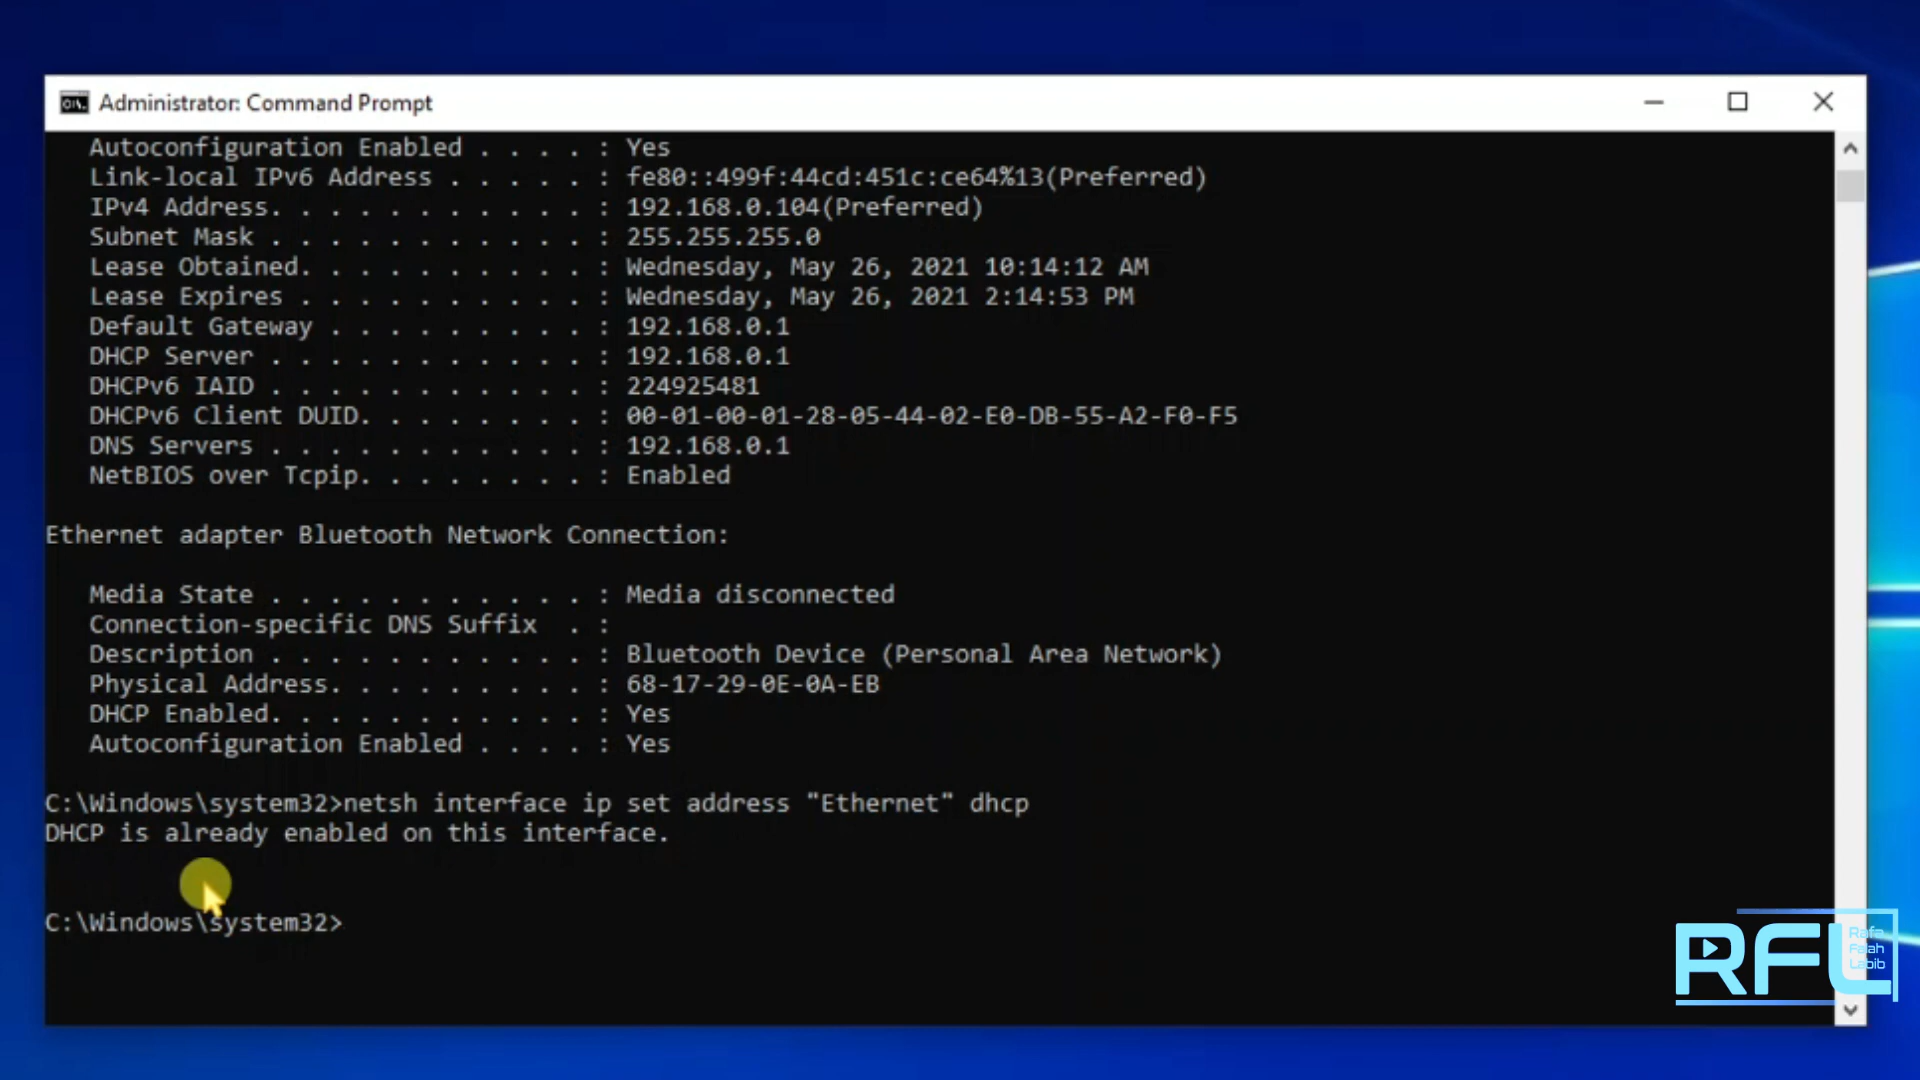 Administrator: Command Prompt
Autoconfiguration Enabled . . . . : Yes
Link-local IPv6 Address . . . . . : fe80::499f:44cd:451c:ce64%13(Preferred)
IPv4 Address. . . . . . . . . . . : 192.168.0.104(Preferred)
Subnet Mask . . . . . . . . . . . : 255.255.255.0
Lease Obtained. . . . . . . . . . : Wednesday, May 26, 2021 10:14:12 AM
Lease Expires . . . . . . . . . . : Wednesday, May 26, 2021 2:14:53 PM
Default Gateway . . . . . . . . . : 192.168.0.1
DHCP Server . . . . . . . . . . . : 192.168.0.1
DHCPv6 IAID . . . . . . . . . . . : 224925481
DHCPv6 Client DUID. . . . . . . . : 00-01-00-01-28-05-44-02-E0-DB-55-A2-F0-F5
DNS Servers . . . . . . . . . . . : 192.168.0.1
NetBIOS over Tcpip. . . . . . . . : Enabled
Ethernet adapter Bluetooth Network Connection:
Media State . . . . . . . . . . . : Media disconnected
Connection-specific DNS Suffix  . :
Description . . . . . . . . . . . : Bluetooth Device (Personal Area Network)
Physical Address. . . . . . . . . : 68-17-29-0E-0A-EB
DHCP Enabled. . . . . . . . . . . : Yes
Autoconfiguration Enabled . . . . : Yes
C:\Windows\system32>netsh interface ip set address "Ethernet" dhcp
DHCP is already enabled on this interface.
C:\Windows\system32>
RFL
Rafa
Falah
Labib